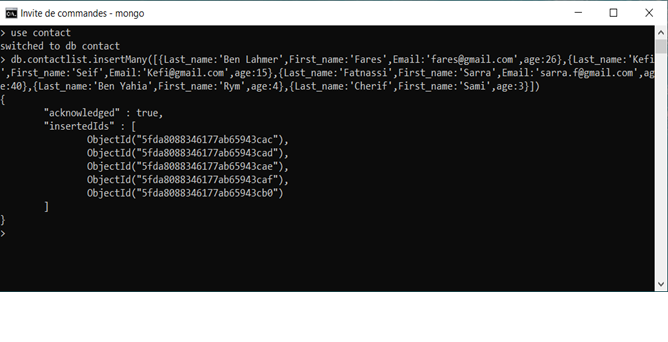 Invite de commandes - mongo
> use contact
switched to db contact
> db.contactlist.insertMany([{Last_name:'Ben Lahmer',First_name:'Fares',Email:'fares@gmail.com',age:26},{Last_name:'Kefi
',First_name:'Seif',Email:'Kefi@gmail.com',age:15},{Last_name:'Fatnassi',First_name:'Sarra',Email:'sarra.f@gmail.com',ag
e:40},{Last_name:'Ben Yahia',First_name:'Rym',age:4},{Last_name:'Cherif',First_name:'Sami',age:3}])
{
        "acknowledged" : true,
        "insertedIds" : [
                ObjectId("5fda8088346177ab65943cac"),
                ObjectId("5fda8088346177ab65943cad"),
                ObjectId("5fda8088346177ab65943cae"),
                ObjectId("5fda8088346177ab65943caf"),
                ObjectId("5fda8088346177ab65943cb0")
        ]
}
>